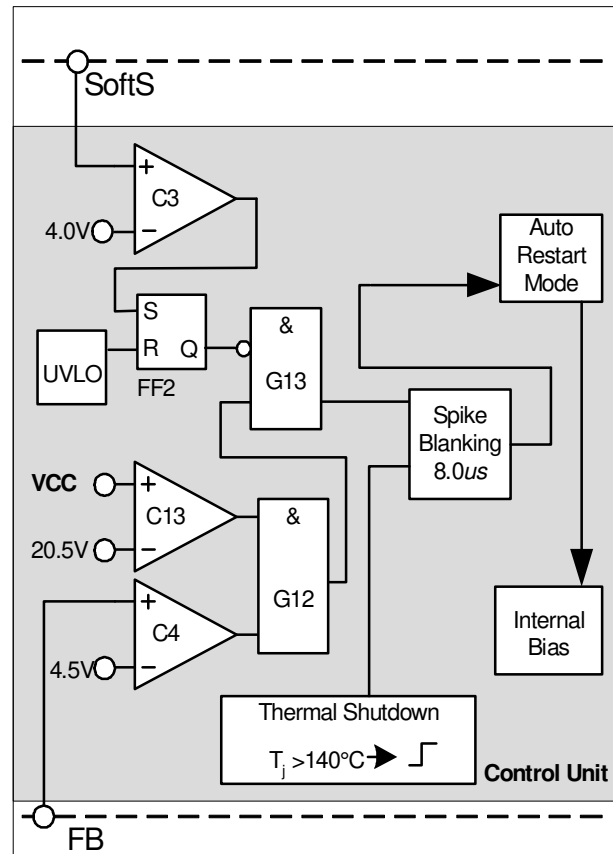 SoftS
+
C3
4.0V
−
Auto
Restart
Mode
S
R Q
FF2
UVLO
&
G13
Spike
Blanking
8.0us
VCC
+
C13
20.5V
−
&
G12
+
C4
4.5V
−
Internal
Bias
Thermal Shutdown
Tj >140°C
Control Unit
FB